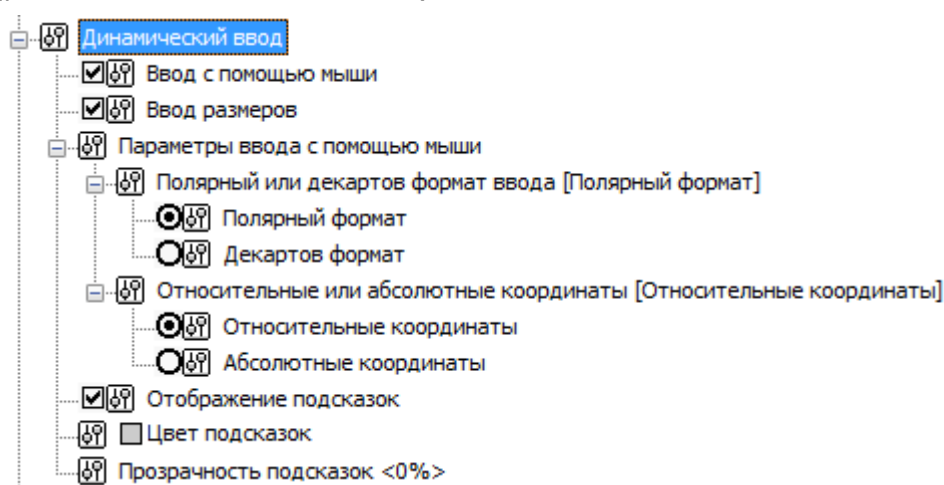 Динамический ввод
Ввод с помощью мыши
Ввод размеров
Параметры ввода с помощью мыши
Полярный или декартов формат ввода [Полярный формат]
Полярный формат
Декартов формат
Относительные или абсолютные координаты [Относительные координаты]
Относительные координаты
Абсолютные координаты
Отображение подсказок
Цвет подсказок
Прозрачность подсказок <0%>